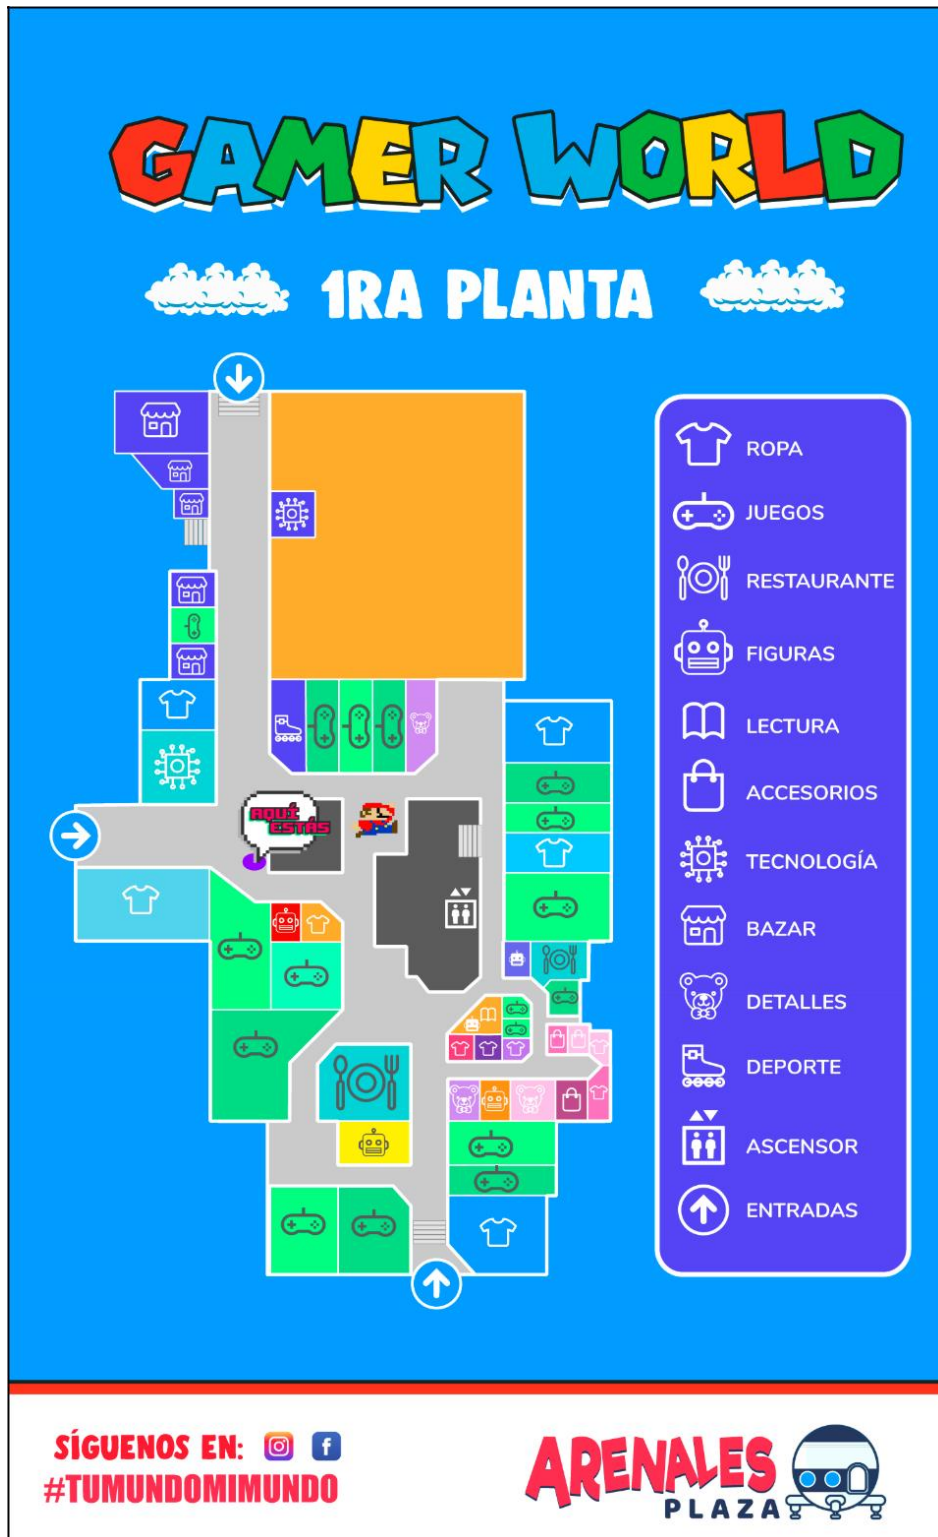 GAMER WORLD
1RA PLANTA
ROPA
JUEGOS
RESTAURANTE
FIGURAS
LECTURA
ACCESORIOS
TECNOLOGÍA
BAZAR
DETALLES
DEPORTE
ASCENSOR
ENTRADAS
AQUÍ
ESTÁS
SÍGUENOS EN:
#TUMUNDOMIMUNDO
ARENALES
PLAZA